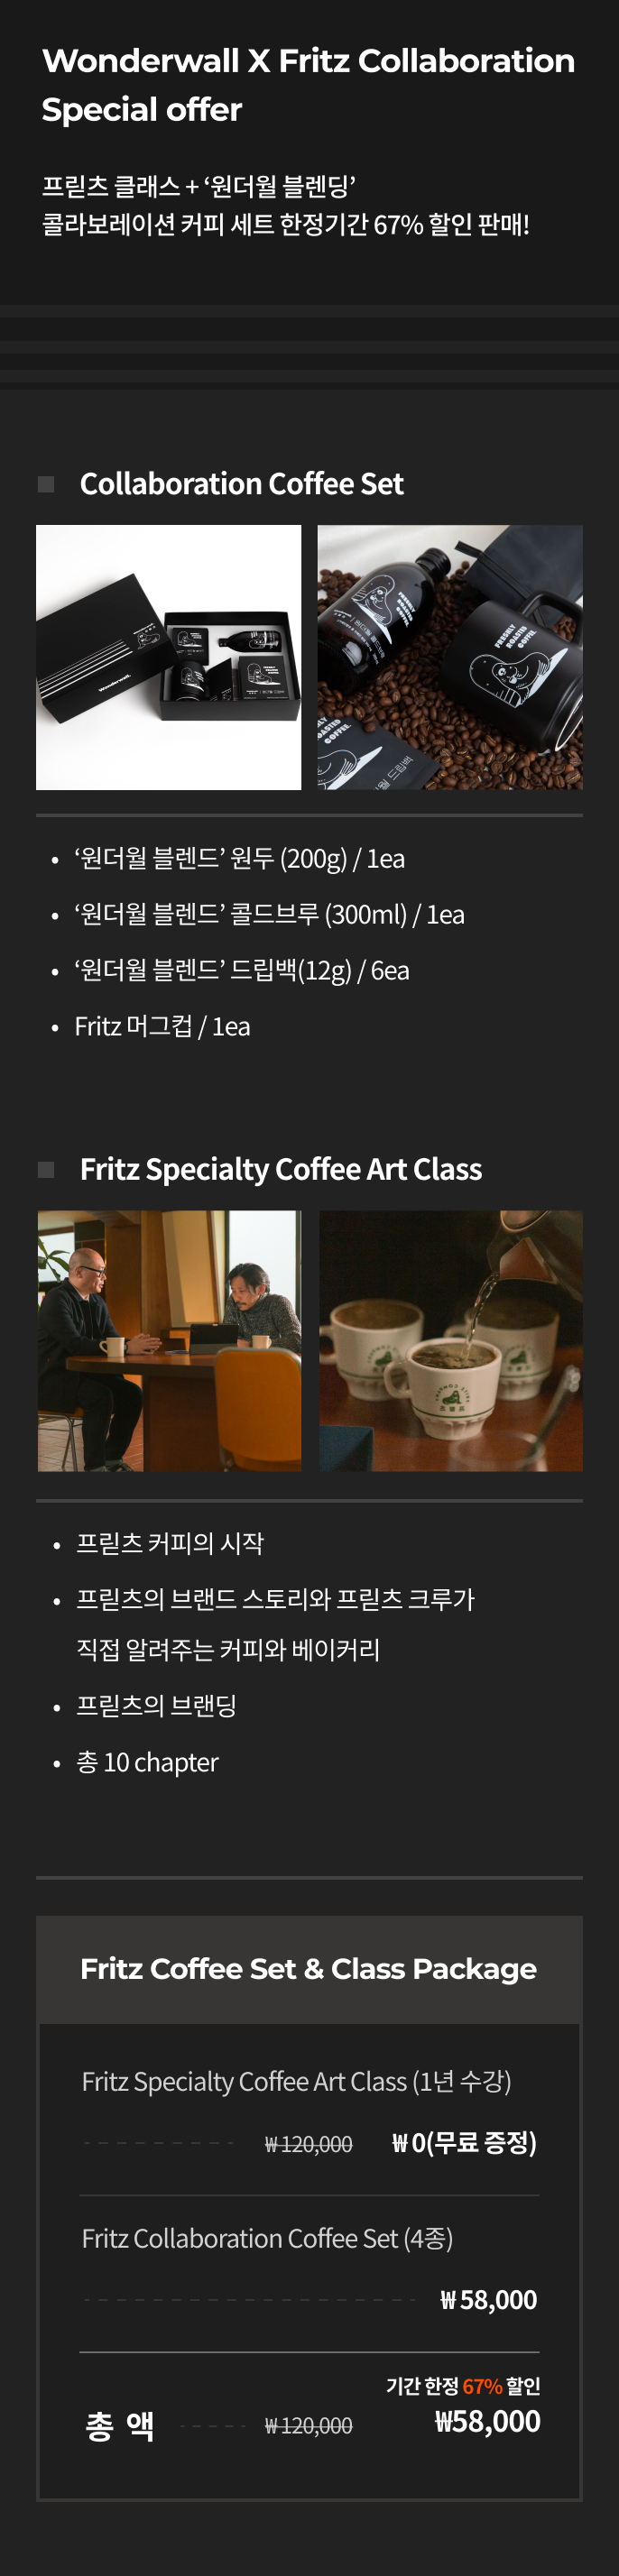 Wonderwall X Fritz Collaboration
Special offer
프릳츠 클래스 + ‘원더월 블렌딩’
콜라보레이션 커피 세트 한정기간 67% 할인 판매!
Collaboration Coffee Set
Wonderwall.
FRESHLY
ROASTED
COFFEE.
FRESHLY
ROASTED
COFFEE.
‘원더월 블렌드’ 원두 (200g) / 1ea
‘원더월 블렌드’ 콜드브루 (300ml) / 1ea
‘원더월 블렌드’ 드립백(12g) / 6ea
Fritz 머그컵 / 1ea
Fritz Specialty Coffee Art Class
프릳츠 커피의 시작
프릳츠의 브랜드 스토리와 프릳츠 크루가
직접 알려주는 커피와 베이커리
프릳츠의 브랜딩
총 10 chapter
Fritz Coffee Set & Class Package
Fritz Specialty Coffee Art Class (1년 수강)
₩120,000 ₩0(무료 증정)
Fritz Collaboration Coffee Set (4종)
₩58,000
기간 한정 67% 할인
총 액 ₩120,000 ₩58,000